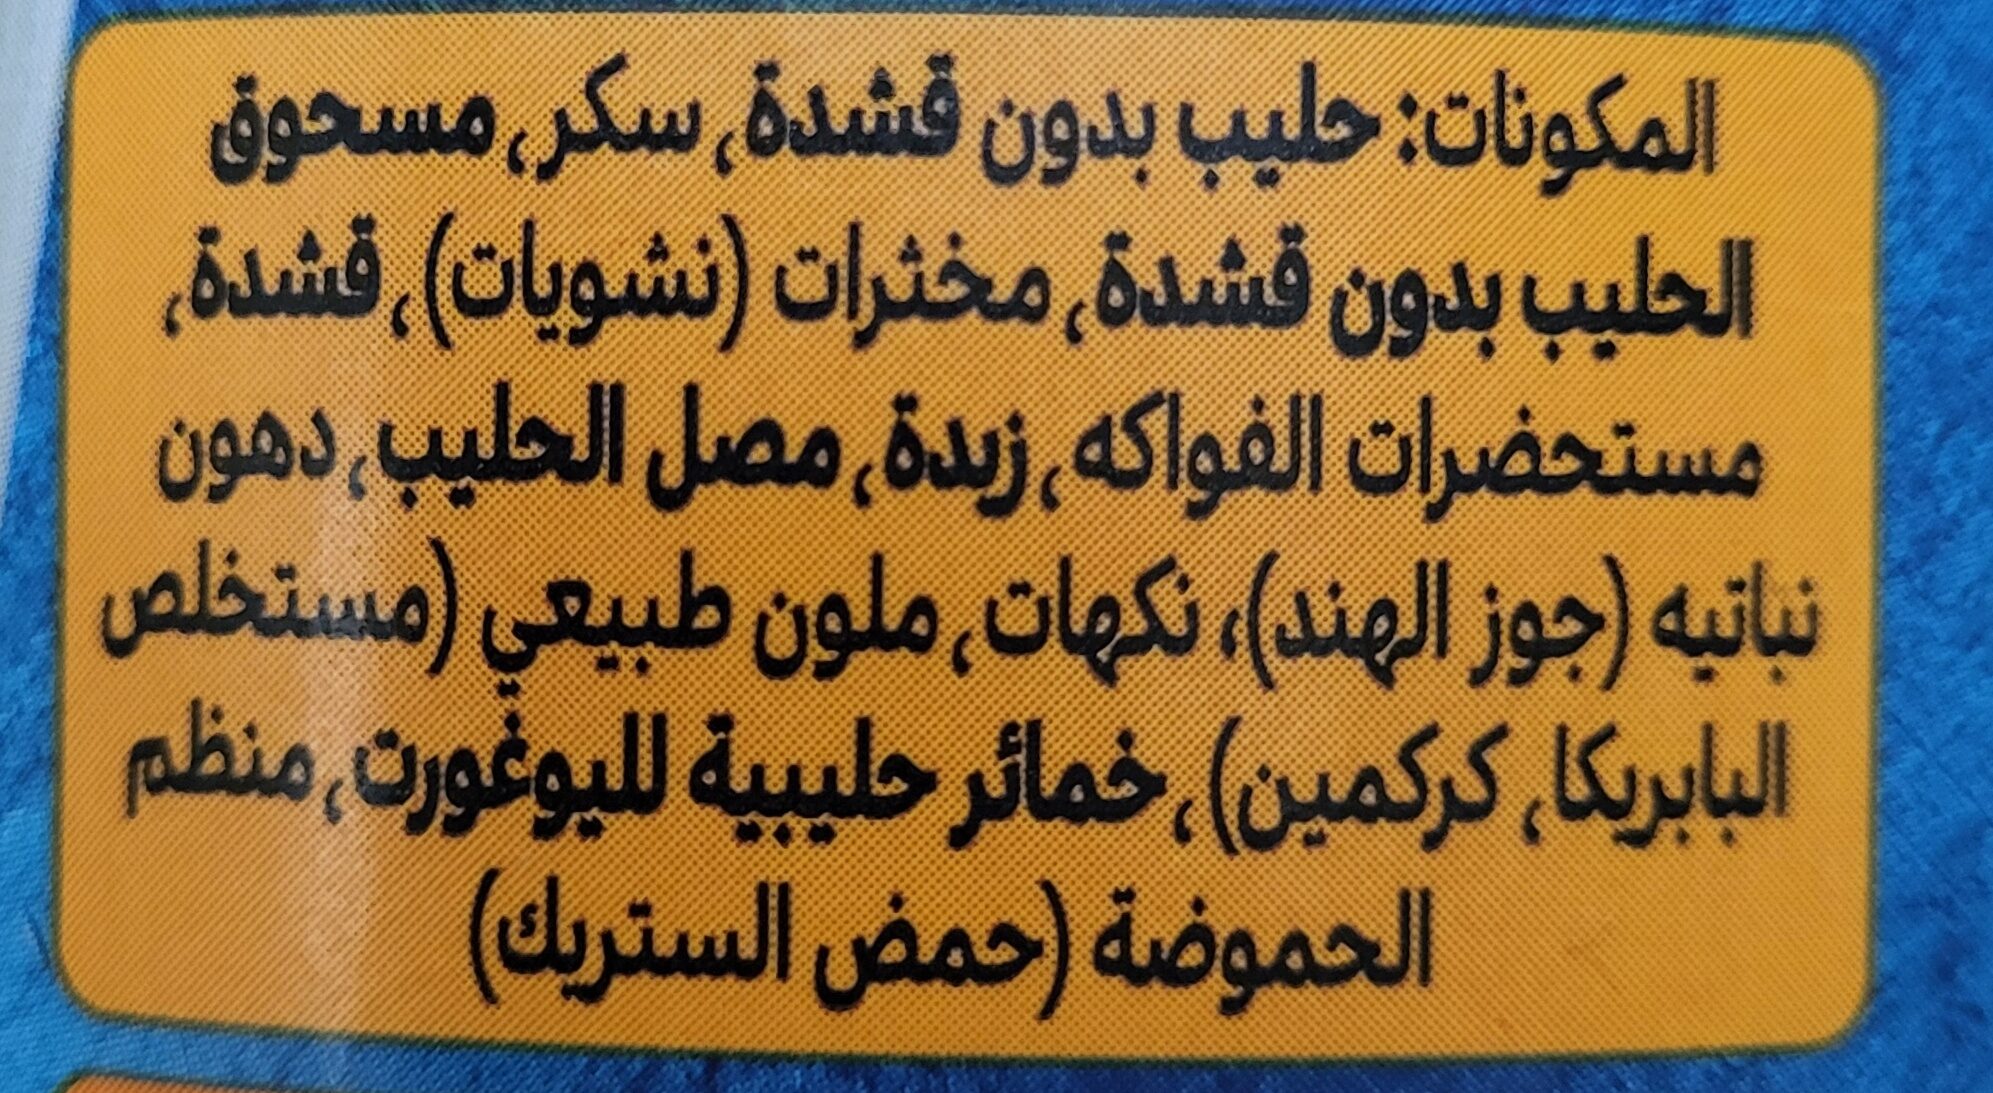 المكونات: حليب بدون قشدة, سكر, مسحوق
الحليب بدون قشدة, مخثرات (نشويات), قشدة,
مستحضرات الفواكه, زبدة, مصل الحليب, دهون
نباتيه (جوز الهند)، نكهات, ملون طبيعي (مستخلص
البابريكا, كركمين), خمائر حليبية لليوغورت, منظم
الحموضة (حمض الستريك)